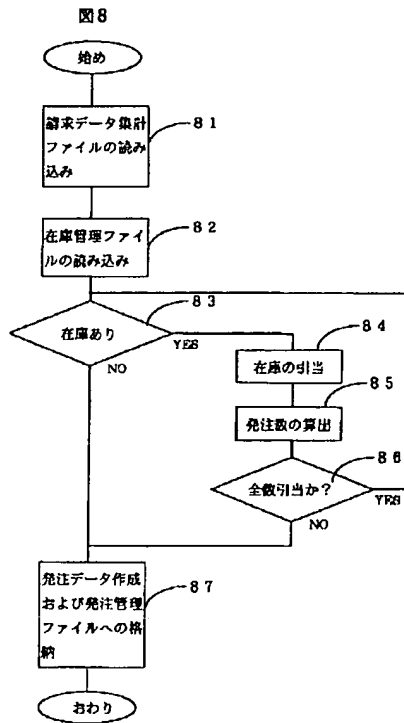 図8
始め
請求データ集計
ファイルの読み
込み
81
在庫管理ファイ
ルの読み込み
82
在庫あり
83
YES
NO
在庫の引当
84
発注数の算出
85
全数引当か?
86
YES
NO
発注データ作成
および発注管理
ファイルへの格
納
87
おわり